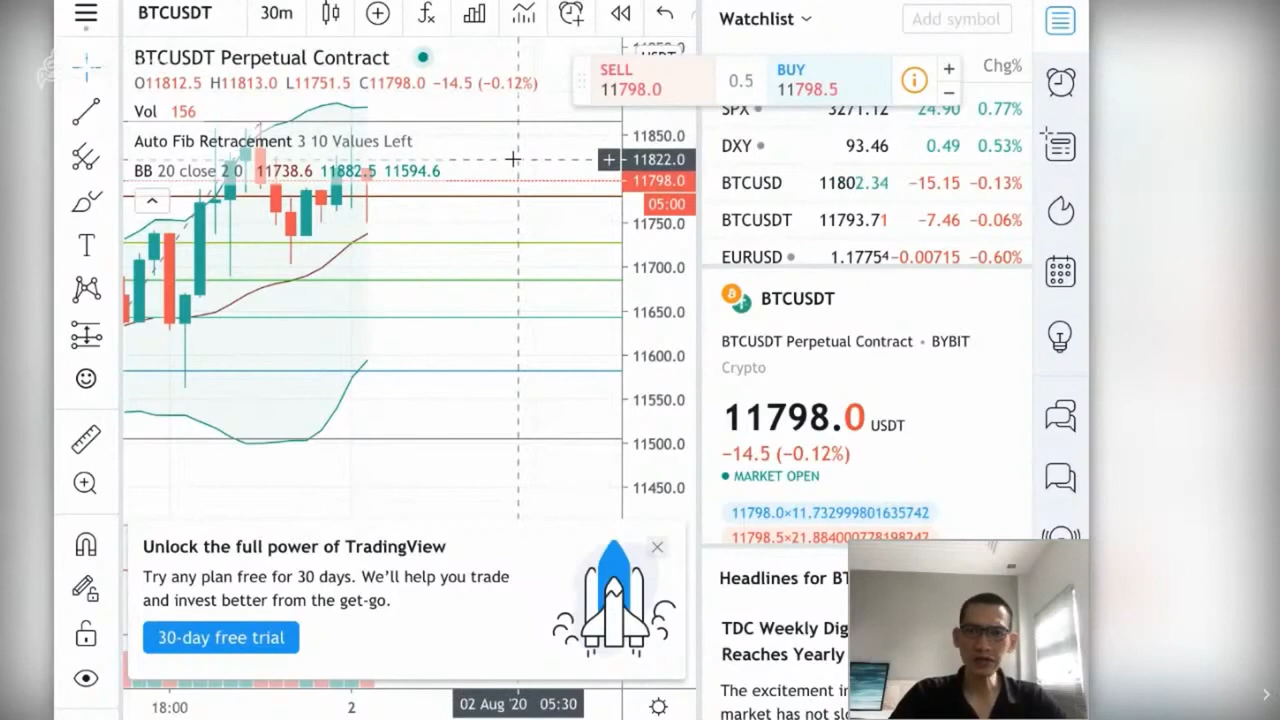 BTCUSDT
30m
BTCUSDT Perpetual Contract
O11812.5 H11813.0 L11751.5 C11798.0 −14.5 (−0.12%)
Vol 156
Auto Fib Retracement 3 10 Values Left
BB 20 close 2 0 11738.6 11882.5 11594.6
SELL
11798.0
0.5
BUY
11798.5
11850.0
11822.0
11798.0
05:00
11750.0
11700.0
11650.0
11600.0
11550.0
11500.0
11450.0
Unlock the full power of TradingView
Try any plan free for 30 days. We'll help you trade
and invest better from the get-go.
30-day free trial
18:00
2
02 Aug '20 05:30
Watchlist
Add symbol
Chg%
SPX 3271.12 24.90 0.77%
DXY 93.46 0.49 0.53%
BTCUSD 11802.34 −15.15 −0.13%
BTCUSDT 11793.71 −7.46 −0.06%
EURUSD 1.17754 −0.00715 −0.60%
BTCUSDT
BTCUSDT Perpetual Contract • BYBIT
Crypto
11798.0 USDT
−14.5 (−0.12%)
MARKET OPEN
11798.0×11.732999801635742
11798.5×21.884000778198247
Headlines for BT
TDC Weekly Dig
Reaches Yearly
The excitement i
market has not sl